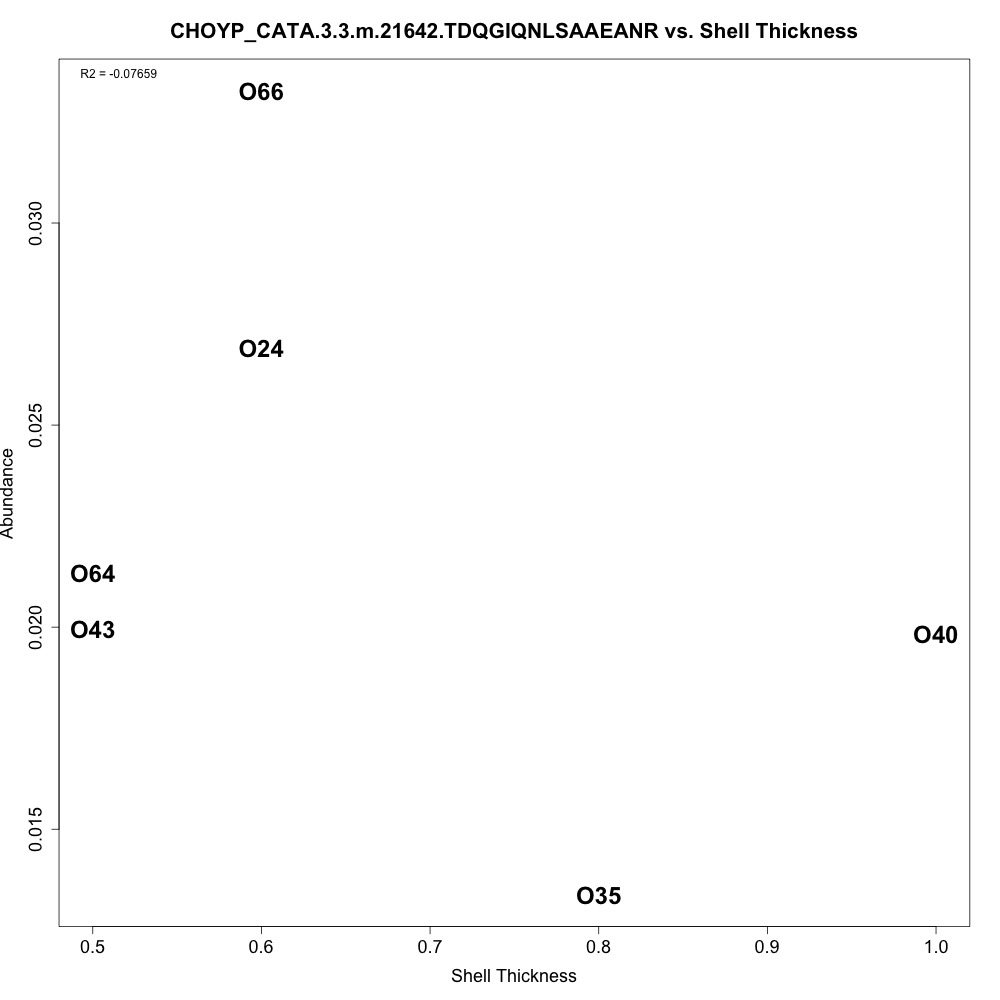 CHOYP_CATA.3.3.m.21642.TDQGIQNLSAAEANR vs. Shell Thickness
R2 = -0.07659
O66
0.030
O24
0.025
Abundance
O64
0.020
O43
O40
0.015
O35
0.5 0.6 0.7 0.8 0.9 1.0
Shell Thickness